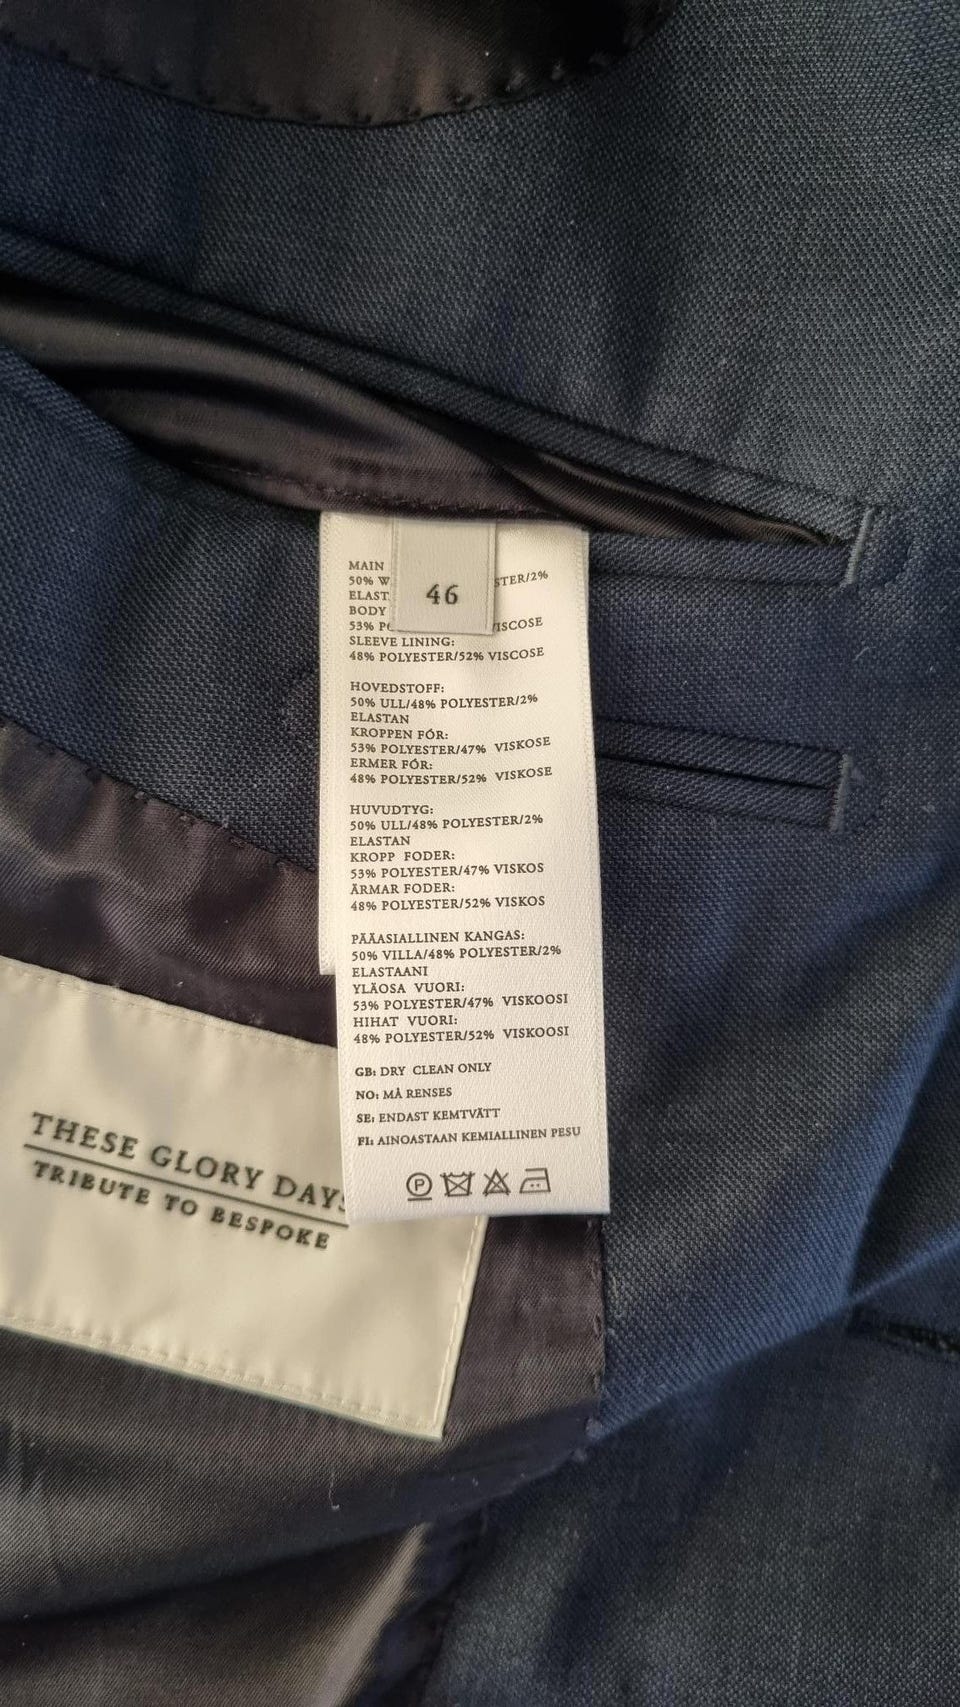 46
MAIN
50% W
STER/2%
ELAST
BODY
53% P
VISCOSE
SLEEVE LINING:
48% POLYESTER/52% VISCOSE
HOVEDSTOFF:
50% ULL/48% POLYESTER/2%
ELASTAN
KROPPEN FÓR:
53% POLYESTER/47% VISKOSE
ERMER FÓR:
48% POLYESTER/52% VISKOSE
HUVUDTYG:
50% ULL/48% POLYESTER/2%
ELASTAN
KROPP FODER:
53% POLYESTER/47% VISKOS
ÄRMAR FODER:
48% POLYESTER/52% VISKOS
PÄÄASIALLINEN KANGAS:
50% VILLA/48% POLYESTER/2%
ELASTAANI
YLÄOSA VUORI:
53% POLYESTER/47% VISKOOSI
HIHAT VUORI:
48% POLYESTER/52% VISKOOSI
GB: DRY CLEAN ONLY
NO: MÅ RENSES
SE: ENDAST KEMTVÄTT
FI: AINOASTAAN KEMIALLINEN PESU
P
THESE GLORY DAYS
TRIBUTE TO BESPOKE